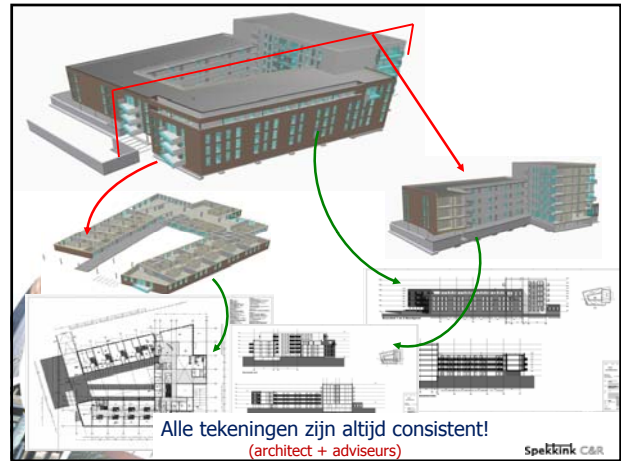 Alle tekeningen zijn altijd consistent!
(architect + adviseurs)
Spekkink C&R